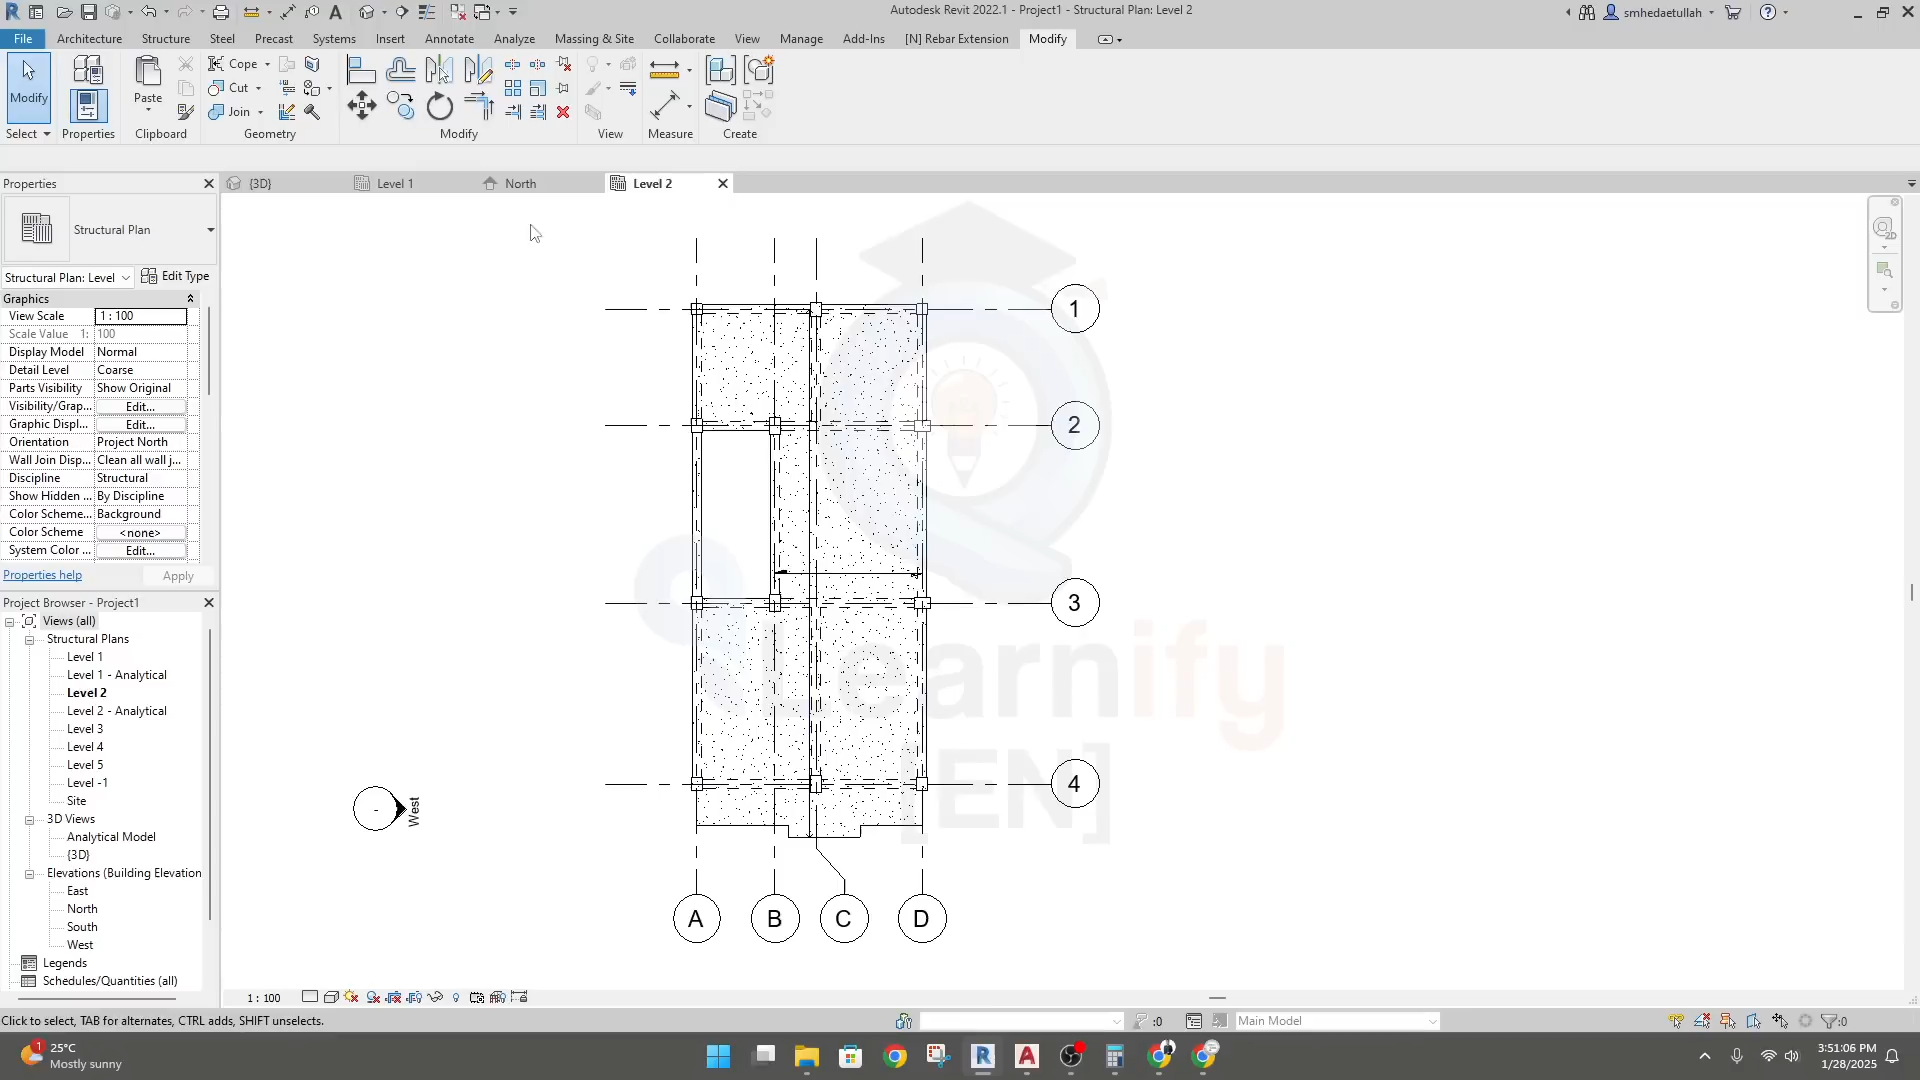 Autodesk Revit 2022.1 - Project1 - Structural Plan: Level 2
smhedaetullah
File Architecture Structure Steel Precast Systems Insert Annotate Analyze Massing & Site Collaborate View Manage Add-Ins [N] Rebar Extension Modify
Modify
Paste
Cope
Cut
Join
Select Properties Clipboard Geometry Modify View Measure Create
Properties
{3D} Level 1 North Level 2
Structural Plan
Structural Plan: Level Edit Type
Graphics
View Scale 1 : 100
Scale Value 1: 100
Display Model Normal
Detail Level Coarse
Parts Visibility Show Original
Visibility/Grap... Edit...
Graphic Displ... Edit...
Orientation Project North
Wall Join Disp... Clean all wall j...
Discipline Structural
Show Hidden ... By Discipline
Color Scheme... Background
Color Scheme <none>
System Color ... Edit...
Properties help Apply
Project Browser - Project1
Views (all)
Structural Plans
Level 1
Level 1 - Analytical
Level 2
Level 2 - Analytical
Level 3
Level 4
Level 5
Level -1
Site
3D Views
Analytical Model
{3D}
Elevations (Building Elevation
East
North
South
West
Legends
Schedules/Quantities (all)
1
2
3
4
A B C D
-
West
Learnify
[EN]
2D
1 : 100
Click to select, TAB for alternates, CTRL adds, SHIFT unselects.
:0
Main Model
:0
1
25°C
Mostly sunny
3:51:06 PM
1/28/2025